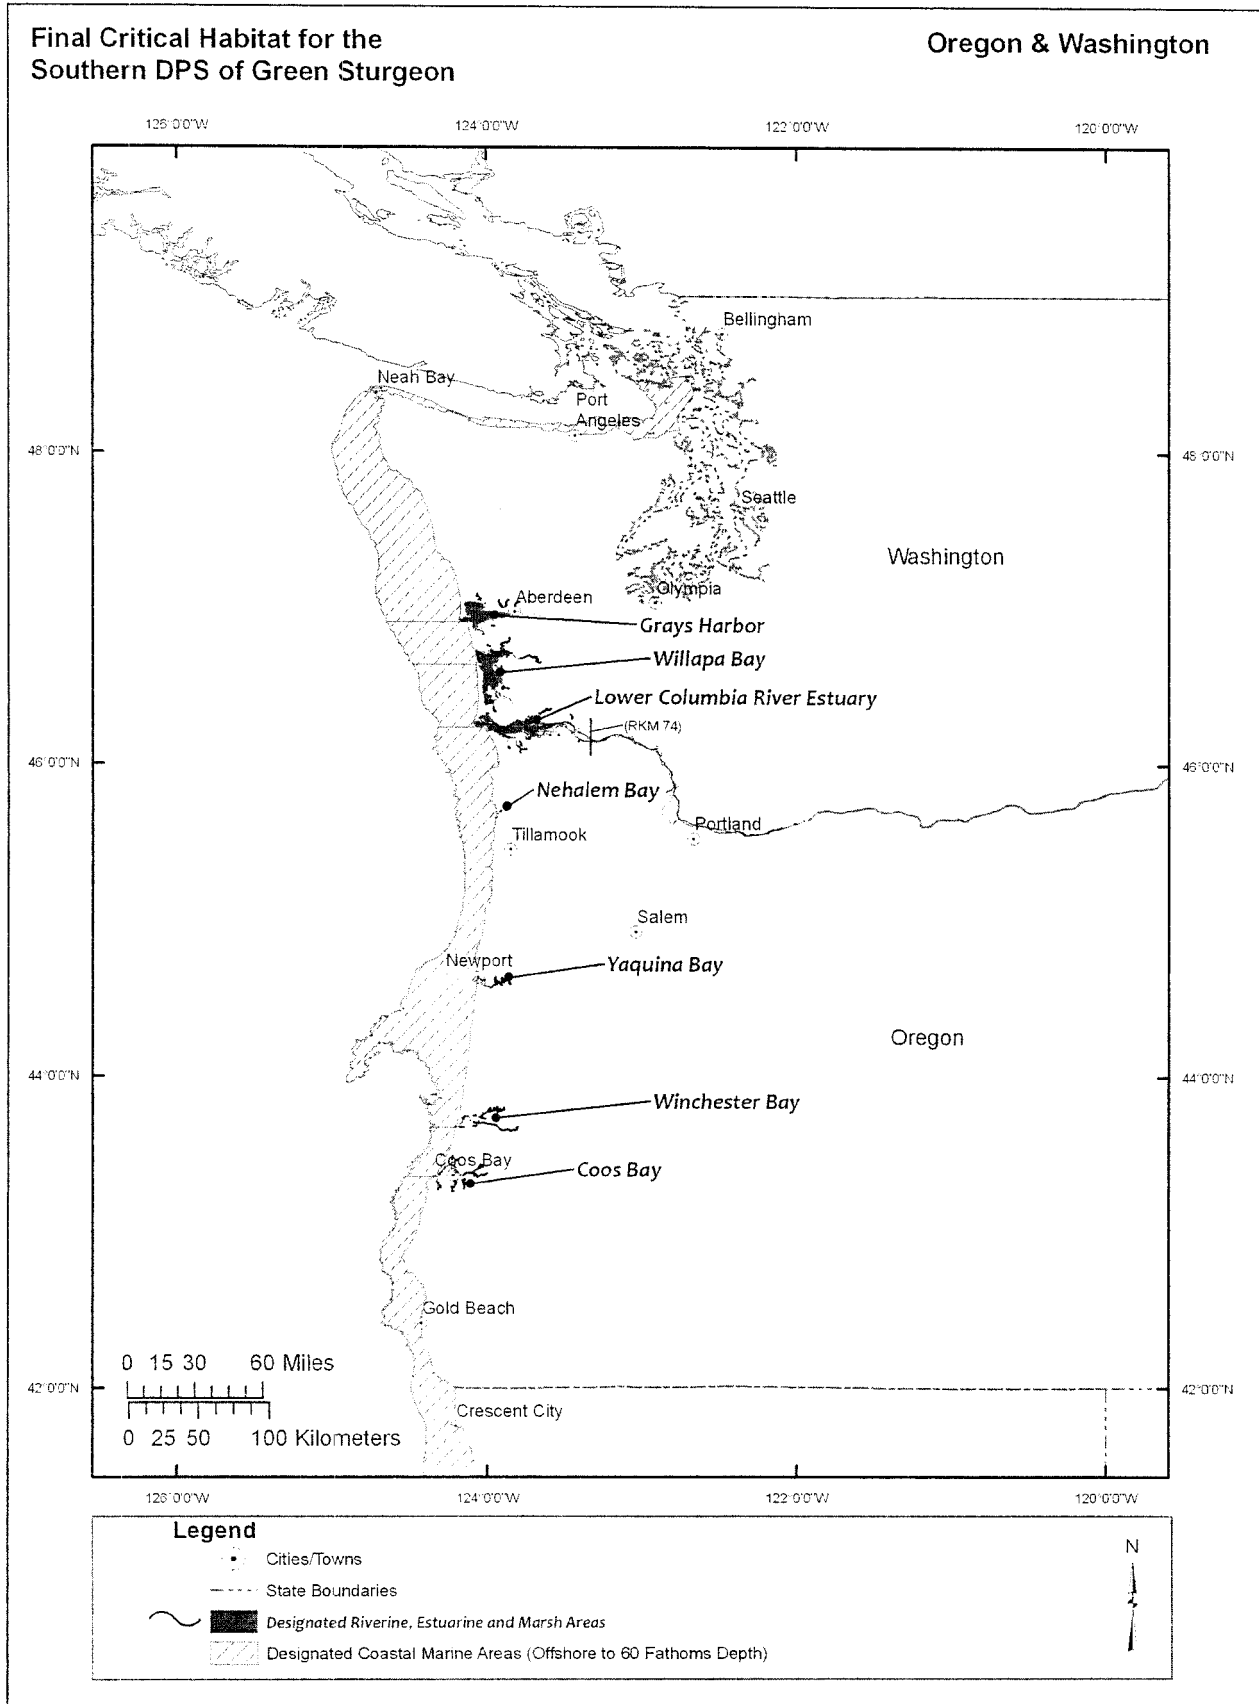 Final Critical Habitat for the
Southern DPS of Green Sturgeon
Oregon & Washington
126°0'0"W
124°0'0"W
122°0'0"W
120°0'0"W
Bellingham
Neah Bay
Port
Angeles
48°0'0"N
48°0'0"N
Seattle
Washington
Olympia
Aberdeen
Grays Harbor
Willapa Bay
Lower Columbia River Estuary
(RKM 74)
46°0'0"N
46°0'0"N
Nehalem Bay
Portland
Tillamook
Salem
Newport
Yaquina Bay
Oregon
44°0'0"N
44°0'0"N
Winchester Bay
Coos Bay
Coos Bay
Gold Beach
0 15 30 60 Miles
42°0'0"N
42°0'0"N
Crescent City
0 25 50 100 Kilometers
126°0'0"W
124°0'0"W
122°0'0"W
120°0'0"W
Legend
Cities/Towns
State Boundaries
Designated Riverine, Estuarine and Marsh Areas
Designated Coastal Marine Areas (Offshore to 60 Fathoms Depth)
N